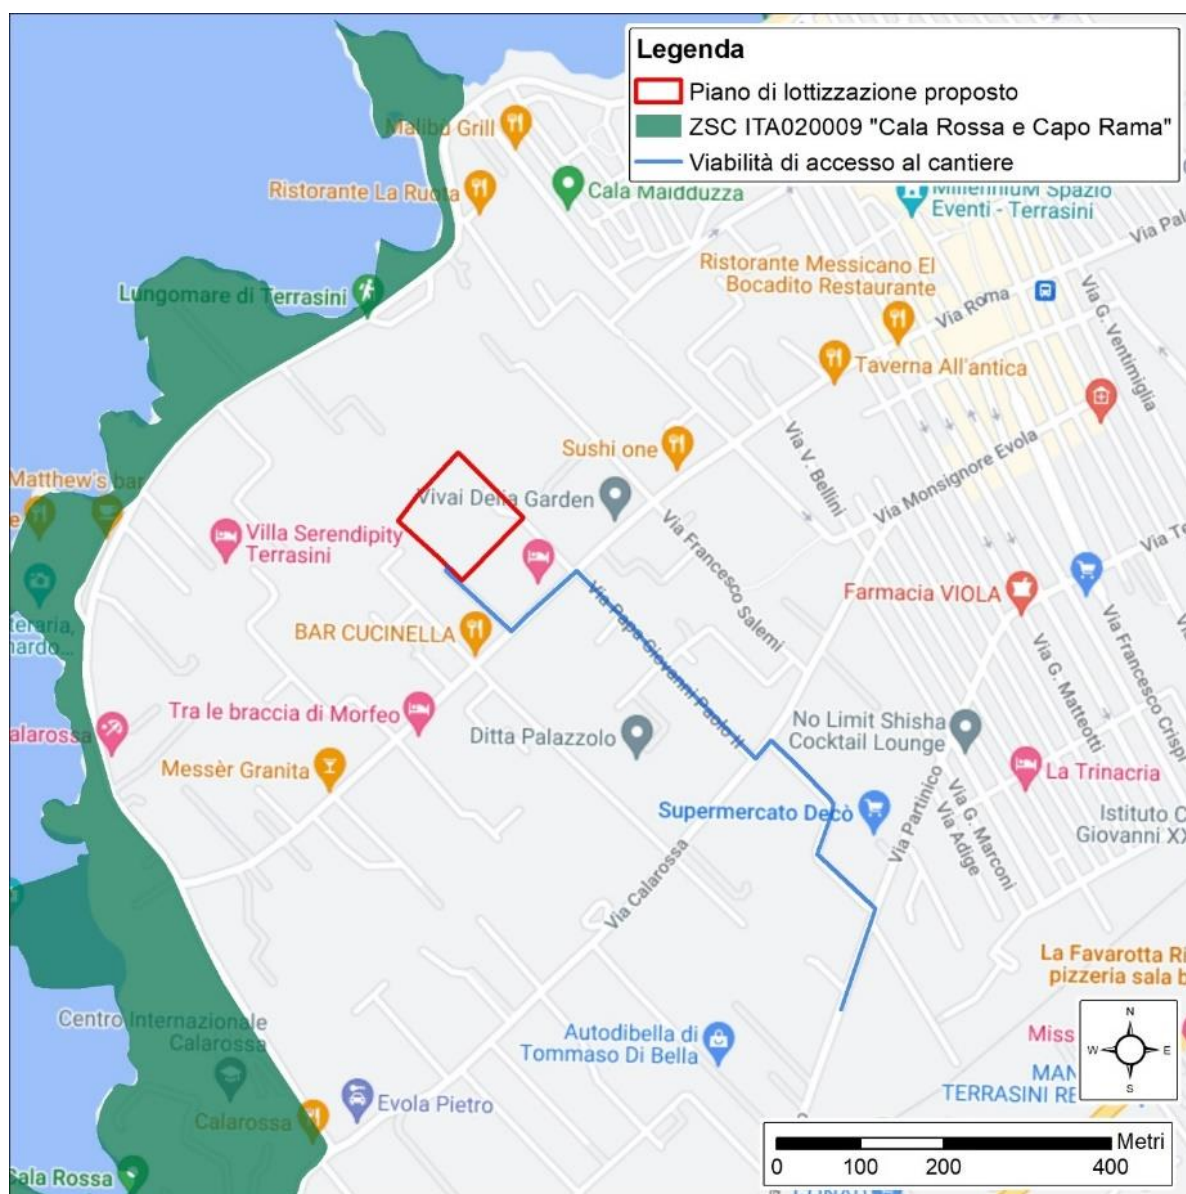 Legenda
Piano di lottizzazione proposto
ZSC ITA020009 "Cala Rossa e Capo Rama"
Viabilità di accesso al cantiere
Malibù Grill
Ristorante La Ruota
Cala Maidduzza
Millennium Spazio
Eventi - Terrasini
Via Pal
Ristorante Messicano El
Bocadito Restaurante
Lungomare di Terrasini
Via Roma
Via G. Ventimiglia
Taverna All'antica
Sushi one
Via V. Bellini
Via Monsignore Evola
Matthew's bar
Vivai Delia Garden
Villa Serendipity
Terrasini
Via Francesco Salemi
Via Te
Farmacia VIOLA
BAR CUCINELLA
Via Papa Giovanni Paolo II
Via G. Matteotti
Via Francesco Crispi
teraria,
nardo...
Tra le braccia di Morfeo
alarossa
Ditta Palazzolo
No Limit Shisha
Cocktail Lounge
La Trinacria
Messèr Granita
Supermercato Decò
Via Partinico
Via G. Marconi
Via Adige
Istituto C
Giovanni XX
Via Calarossa
La Favarotta Ri
pizzeria sala b
Centro Internazionale
Calarossa
Autodibella di
Tommaso Di Bella
Miss
MAN
TERRASINI RE
N
W
E
S
Calarossa
Evola Pietro
Cala Rossa
Metri
0 100 200 400